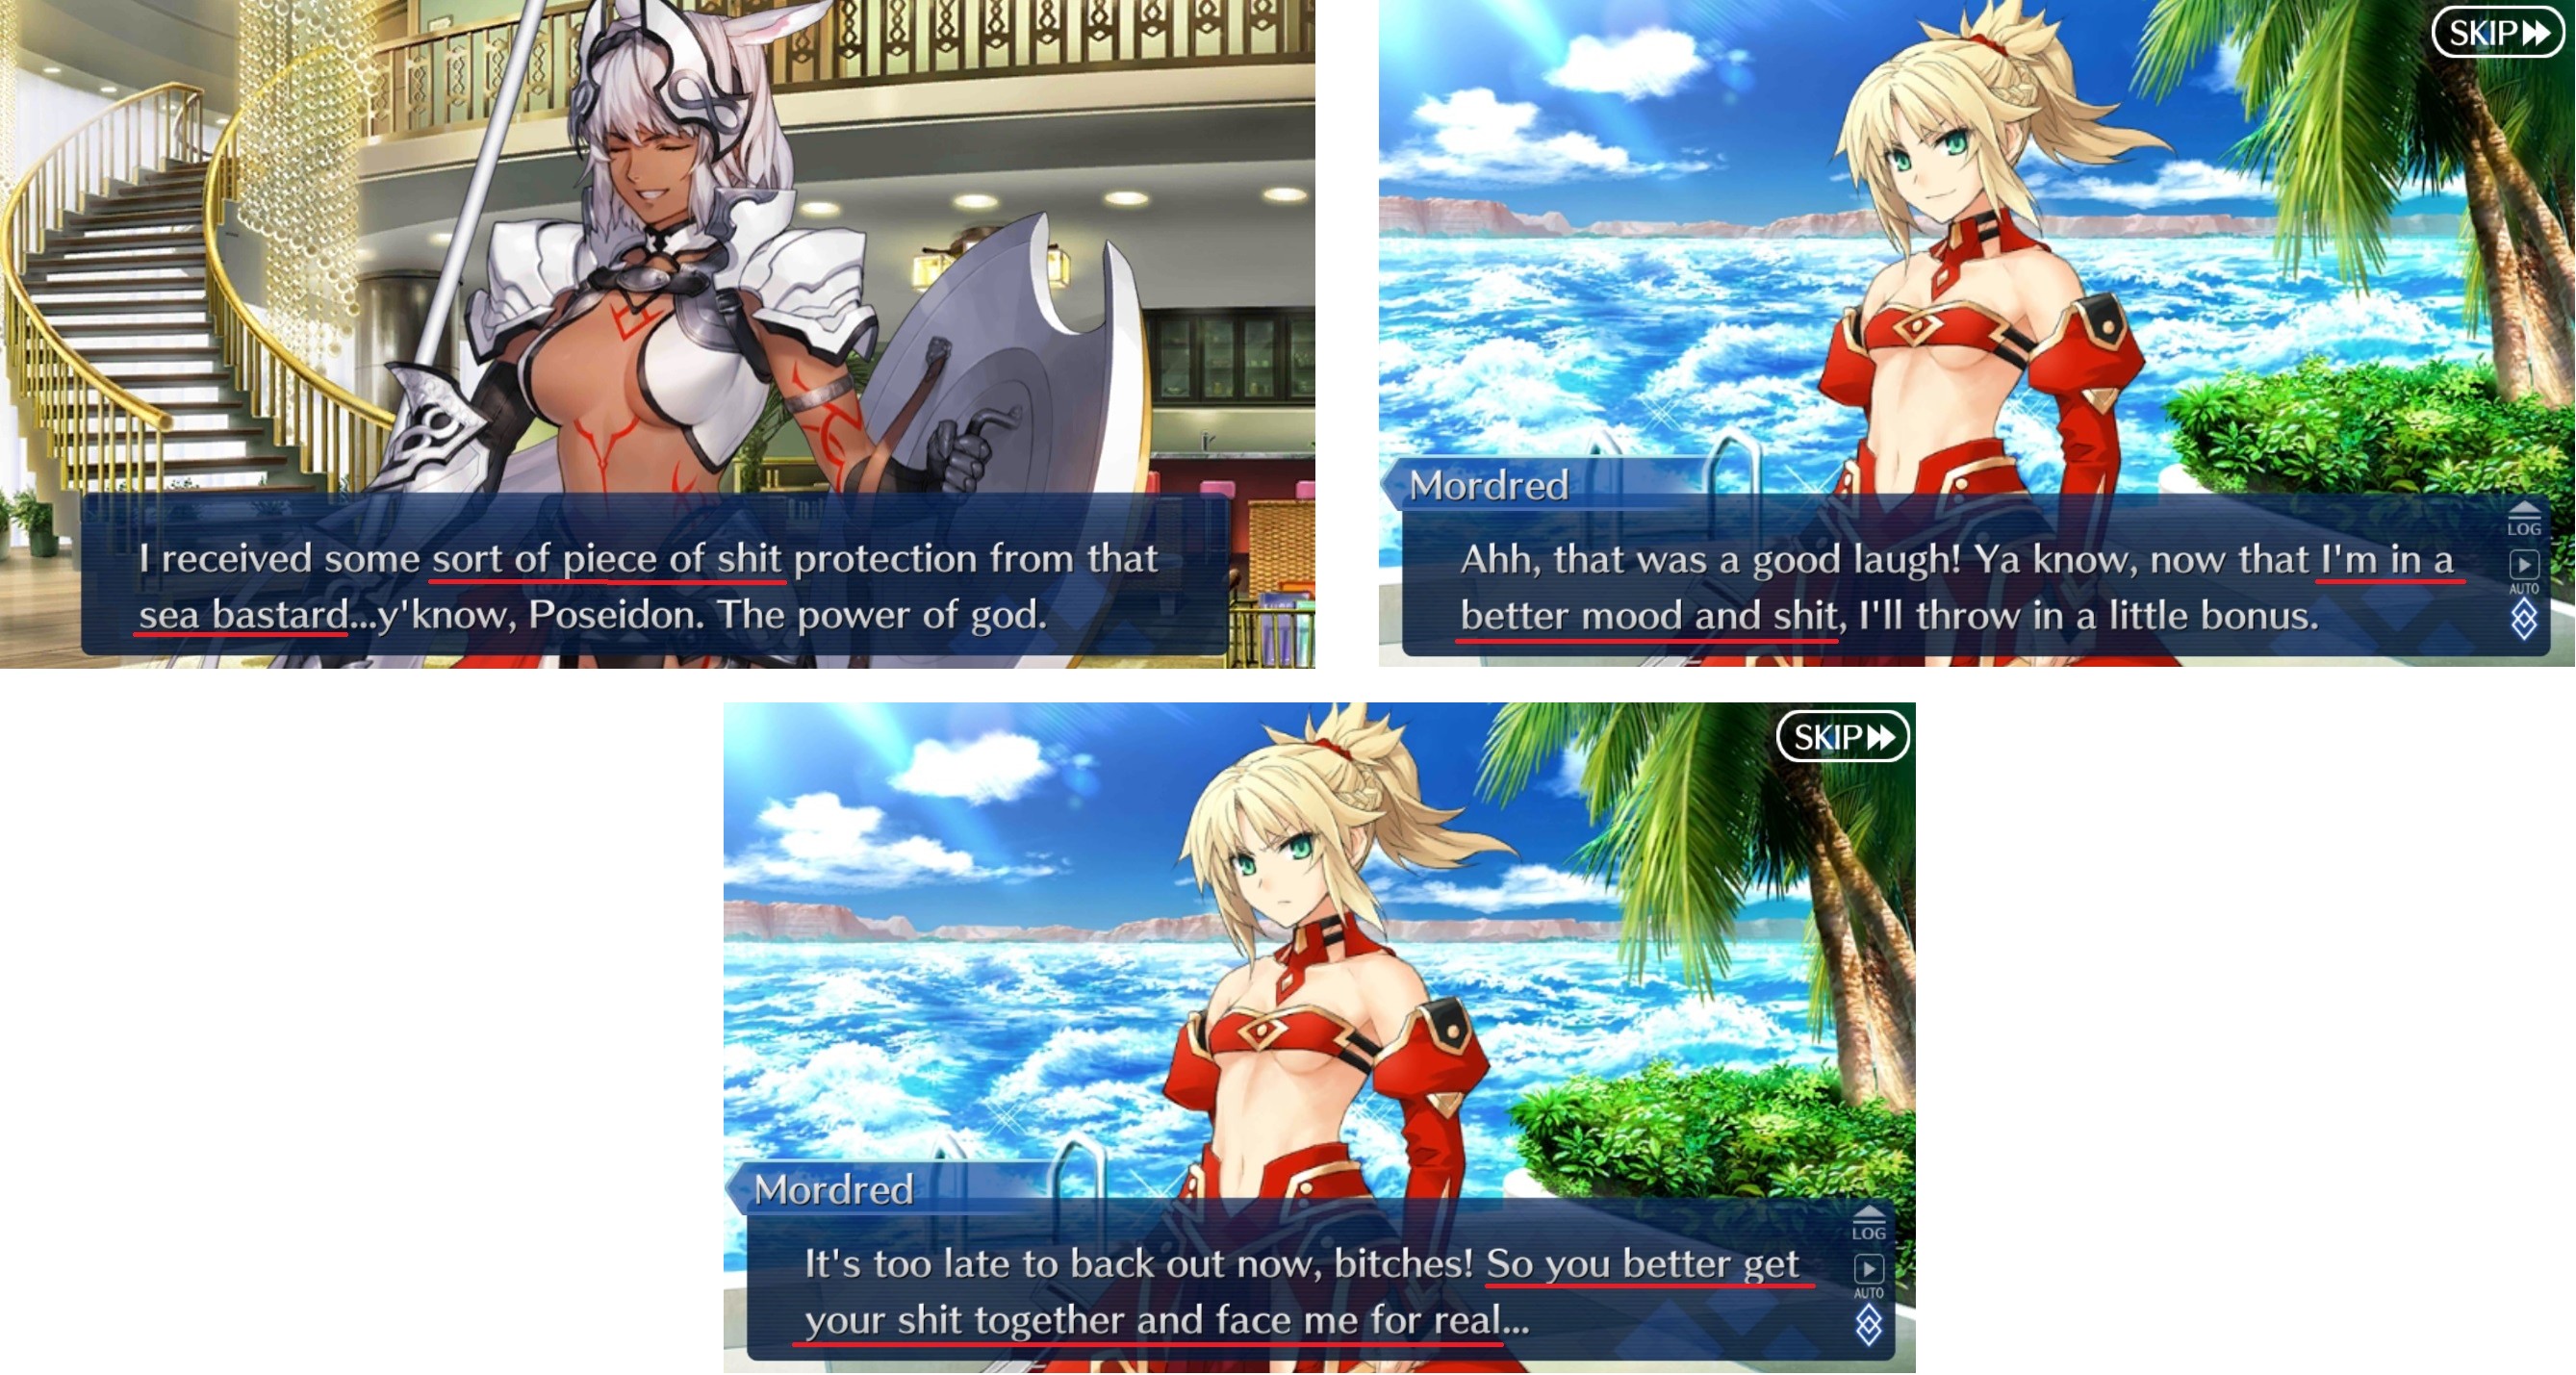 I received some sort of piece of shit protection from that
sea bastard...y'know, Poseidon. The power of god.
SKIP
Mordred
Ahh, that was a good laugh! Ya know, now that I'm in a
better mood and shit, I'll throw in a little bonus.
LOG
AUTO
SKIP
Mordred
It's too late to back out now, bitches! So you better get
your shit together and face me for real...
LOG
AUTO